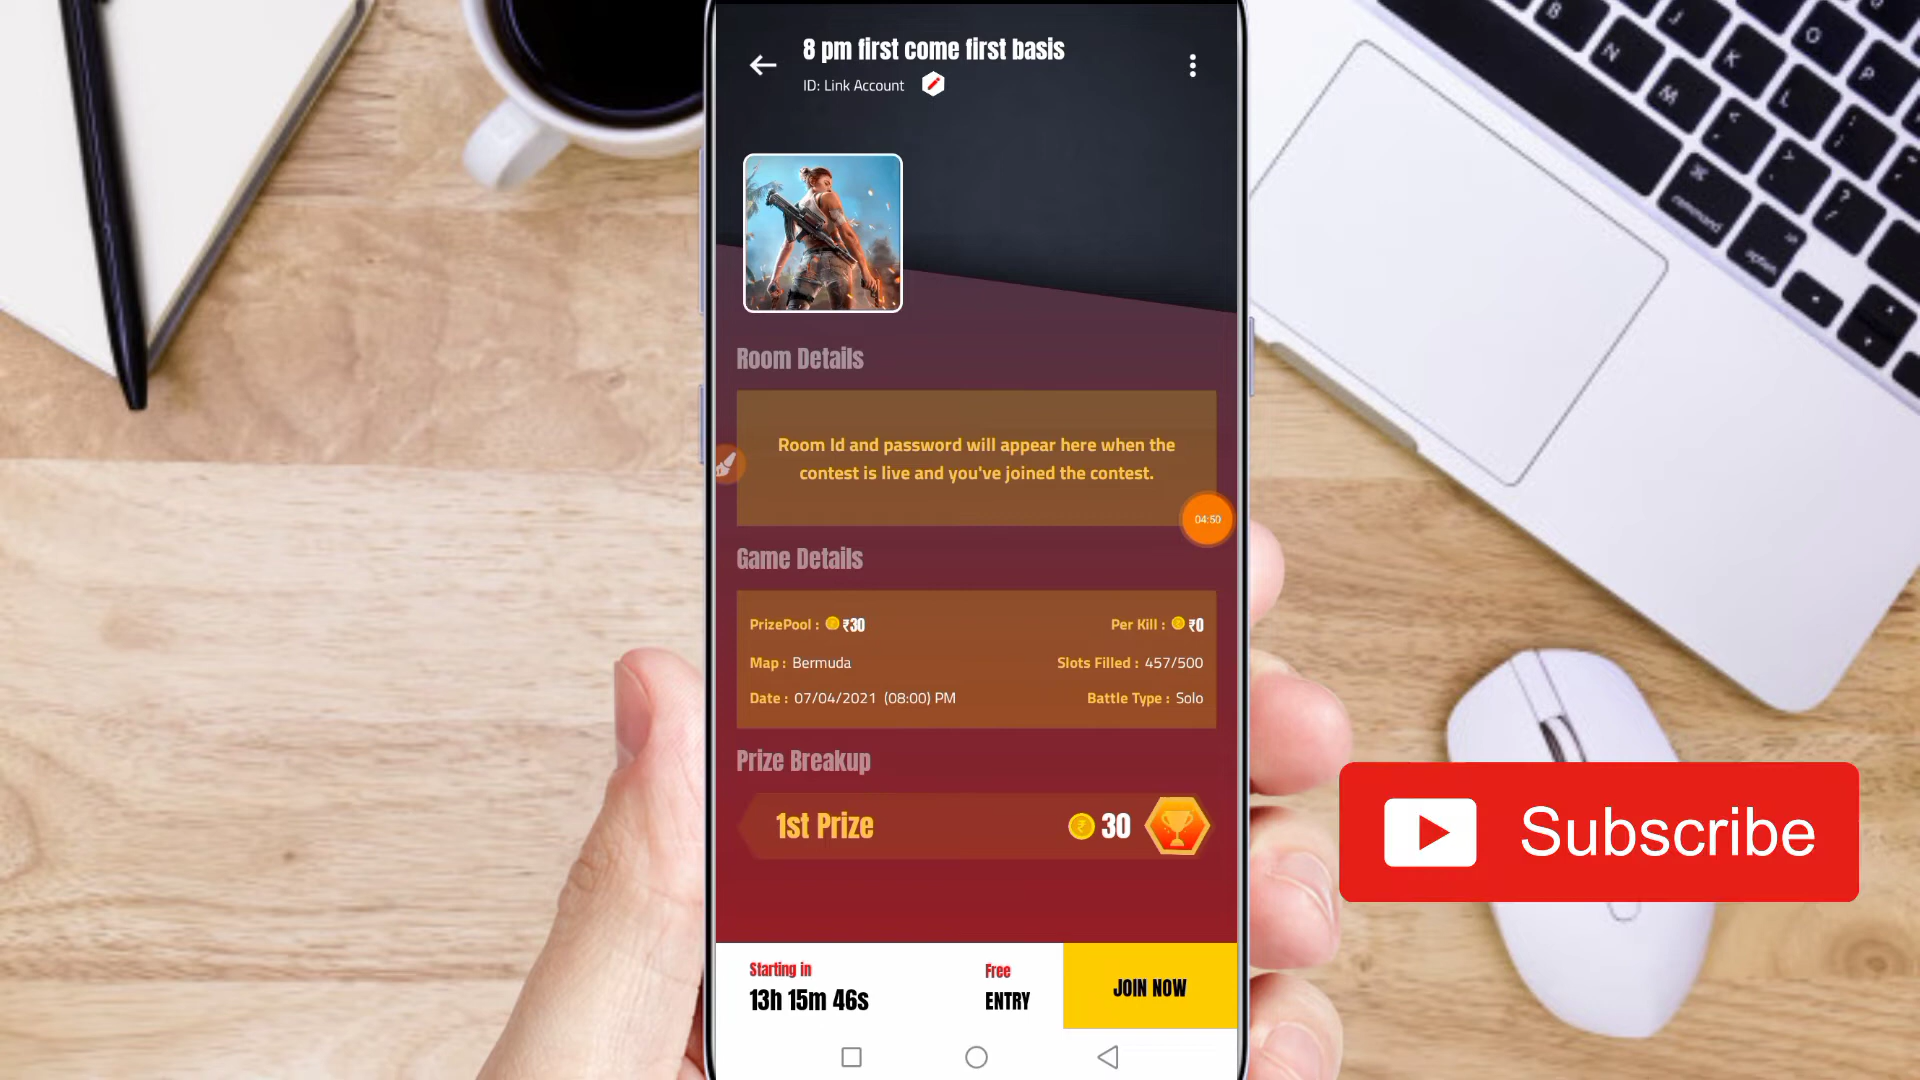 8 pm first come first basis
ID: Link Account
Room Details
Room Id and password will appear here when the
contest is live and you've joined the contest.
04:50
Game Details
PrizePool : ₹30
Per Kill : ₹0
Map : Bermuda
Slots Filled : 457/500
Date : 07/04/2021 (08:00) PM
Battle Type : Solo
Prize Breakup
1st Prize
₹ 30
Starting in
13h 15m 46s
Free
ENTRY
JOIN NOW
Subscribe
B
N
M
J
K
L
O
P
<
>
?
:
;
⌘
command
option